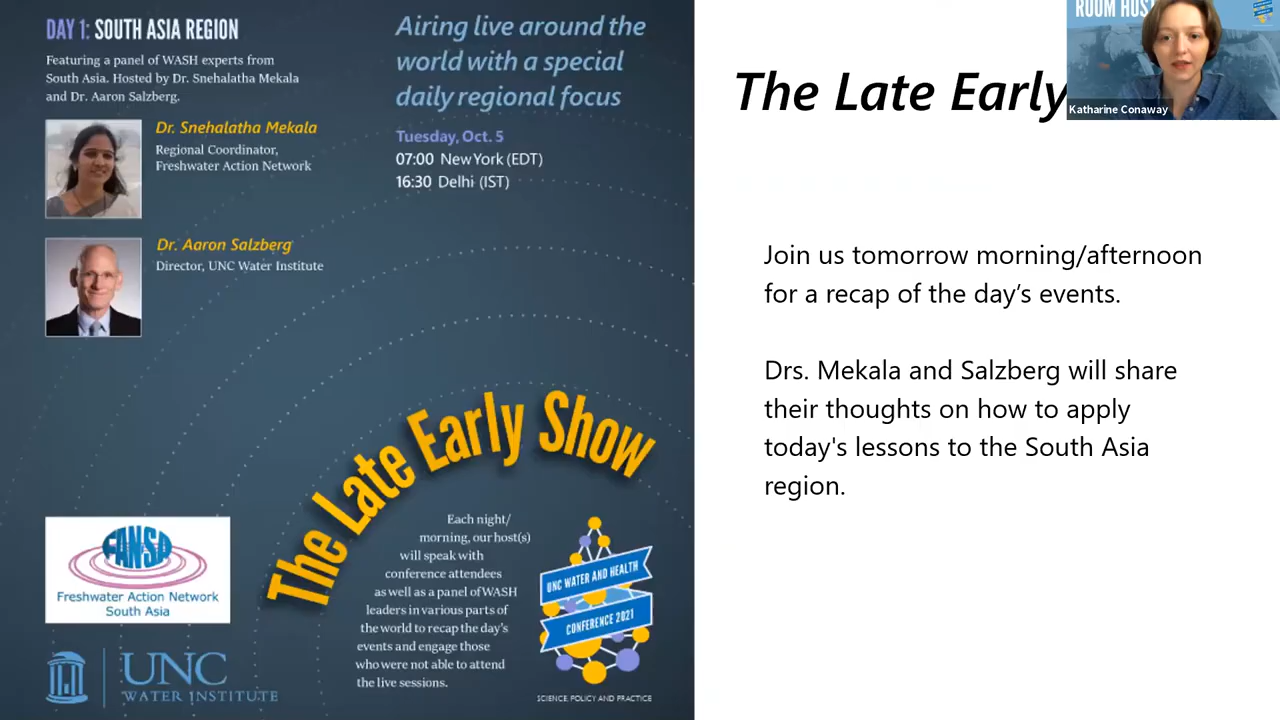 DAY 1: SOUTH ASIA REGION
Featuring a panel of WASH experts from
South Asia. Hosted by Dr. Snehalatha Mekala
and Dr. Aaron Salzberg.
Dr. Snehalatha Mekala
Regional Coordinator,
Freshwater Action Network
Dr. Aaron Salzberg
Director, UNC Water Institute
Airing live around the
world with a special
daily regional focus
Tuesday, Oct. 5
07:00 New York (EDT)
16:30 Delhi (IST)
The Late Early Show
Each night/
morning, our host(s)
will speak with
conference attendees
as well as a panel of WASH
leaders in various parts of
the world to recap the day's
events and engage those
who were not able to attend
the live sessions.
FANSA
Freshwater Action Network
South Asia
UNC
WATER INSTITUTE
UNC WATER AND HEALTH
CONFERENCE 2021
SCIENCE, POLICY AND PRACTICE
The Late Early
ROOM HOS
Katharine Conaway
Join us tomorrow morning/afternoon
for a recap of the day’s events.
Drs. Mekala and Salzberg will share
their thoughts on how to apply
today's lessons to the South Asia
region.